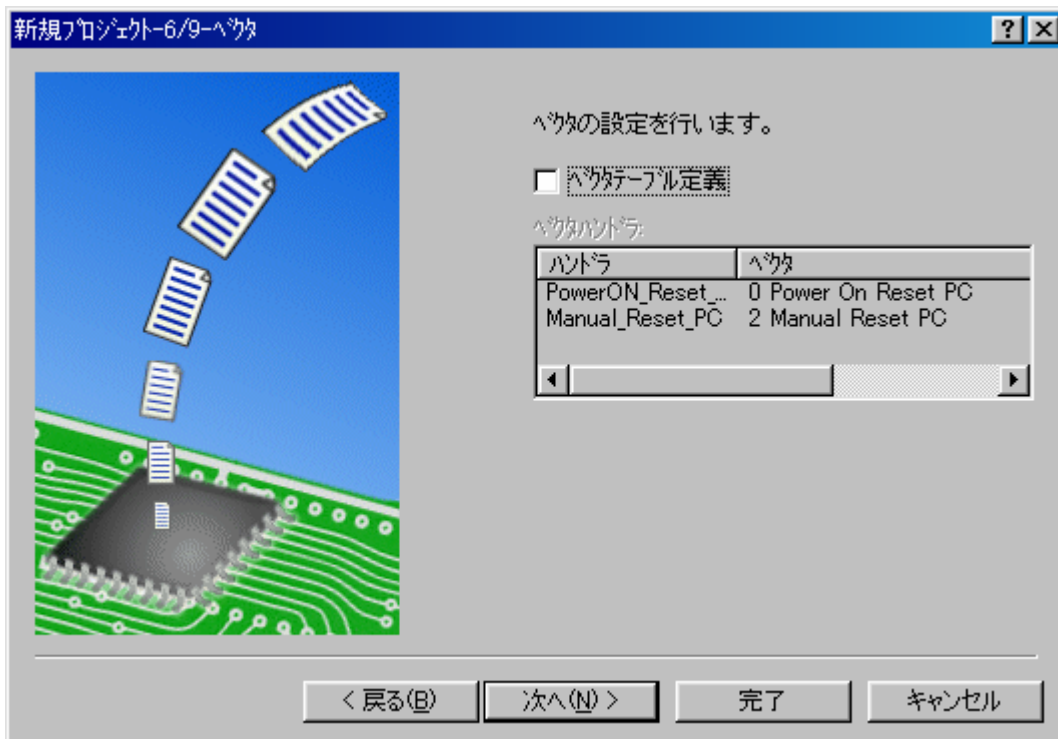 新規ﾌﾟﾛｼﾞｪｸﾄ-6/9-ﾍﾞｸﾀ
ﾍﾞｸﾀの設定を行います。
ﾍﾞｸﾀﾃｰﾌﾞﾙ定義
ﾍﾞｸﾀﾊﾝﾄﾞﾗ:
ﾊﾝﾄﾞﾗ ﾍﾞｸﾀ
PowerON_Reset_... 0 Power On Reset PC
Manual_Reset_PC 2 Manual Reset PC
< 戻る(B) 次へ(N) > 完了 キャンセル